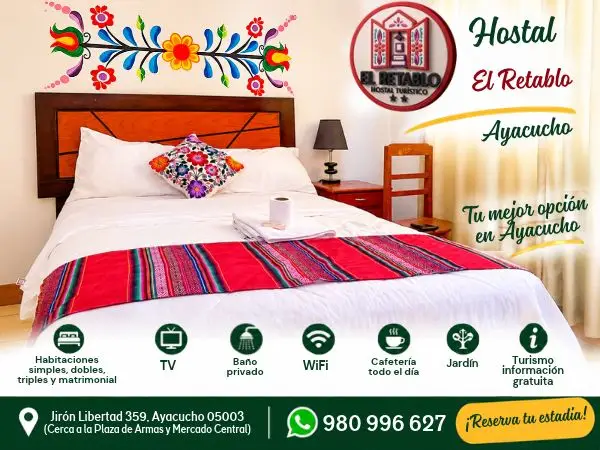 EL RETABLO
HOSTAL TURÍSTICO
Hostal
El Retablo
Ayacucho
Tu mejor opción
en Ayacucho
Habitaciones
simples, dobles,
triples y matrimonial
TV
Baño
privado
WiFi
Cafetería
todo el día
Jardín
Turismo
información
gratuita
Jirón Libertad 359, Ayacucho 05003
(Cerca a la Plaza de Armas y Mercado Central)
980 996 627
¡Reserva tu estadia!